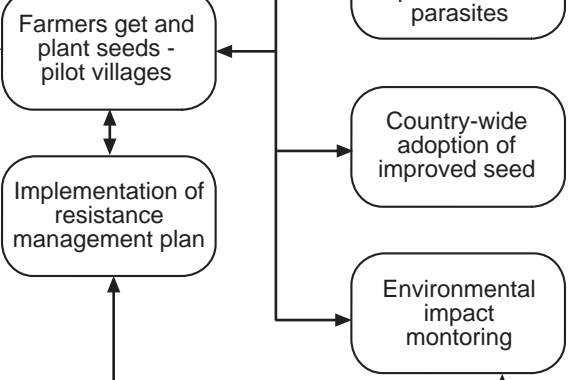 Farmers get and
plant seeds -
pilot villages
Implementation of
resistance
management plan
parasites
Country-wide
adoption of
improved seed
Environmental
impact
montoring